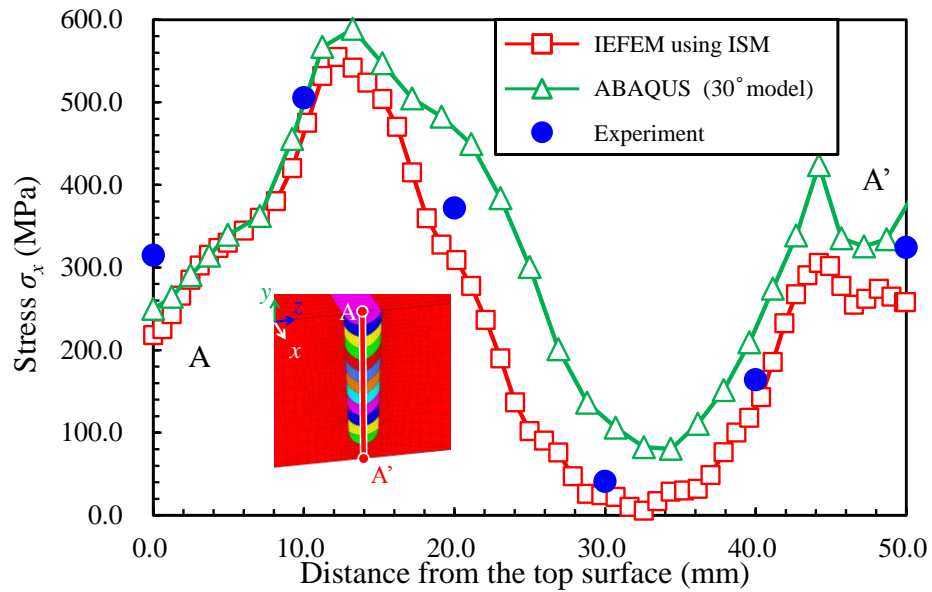 600.0
500.0
400.0
300.0
200.0
100.0
0.0
Stress σx (MPa)
IEFEM using ISM
ABAQUS (30° model)
Experiment
A
A’
y
z
x
A
A’
0.0 10.0 20.0 30.0 40.0 50.0
Distance from the top surface (mm)